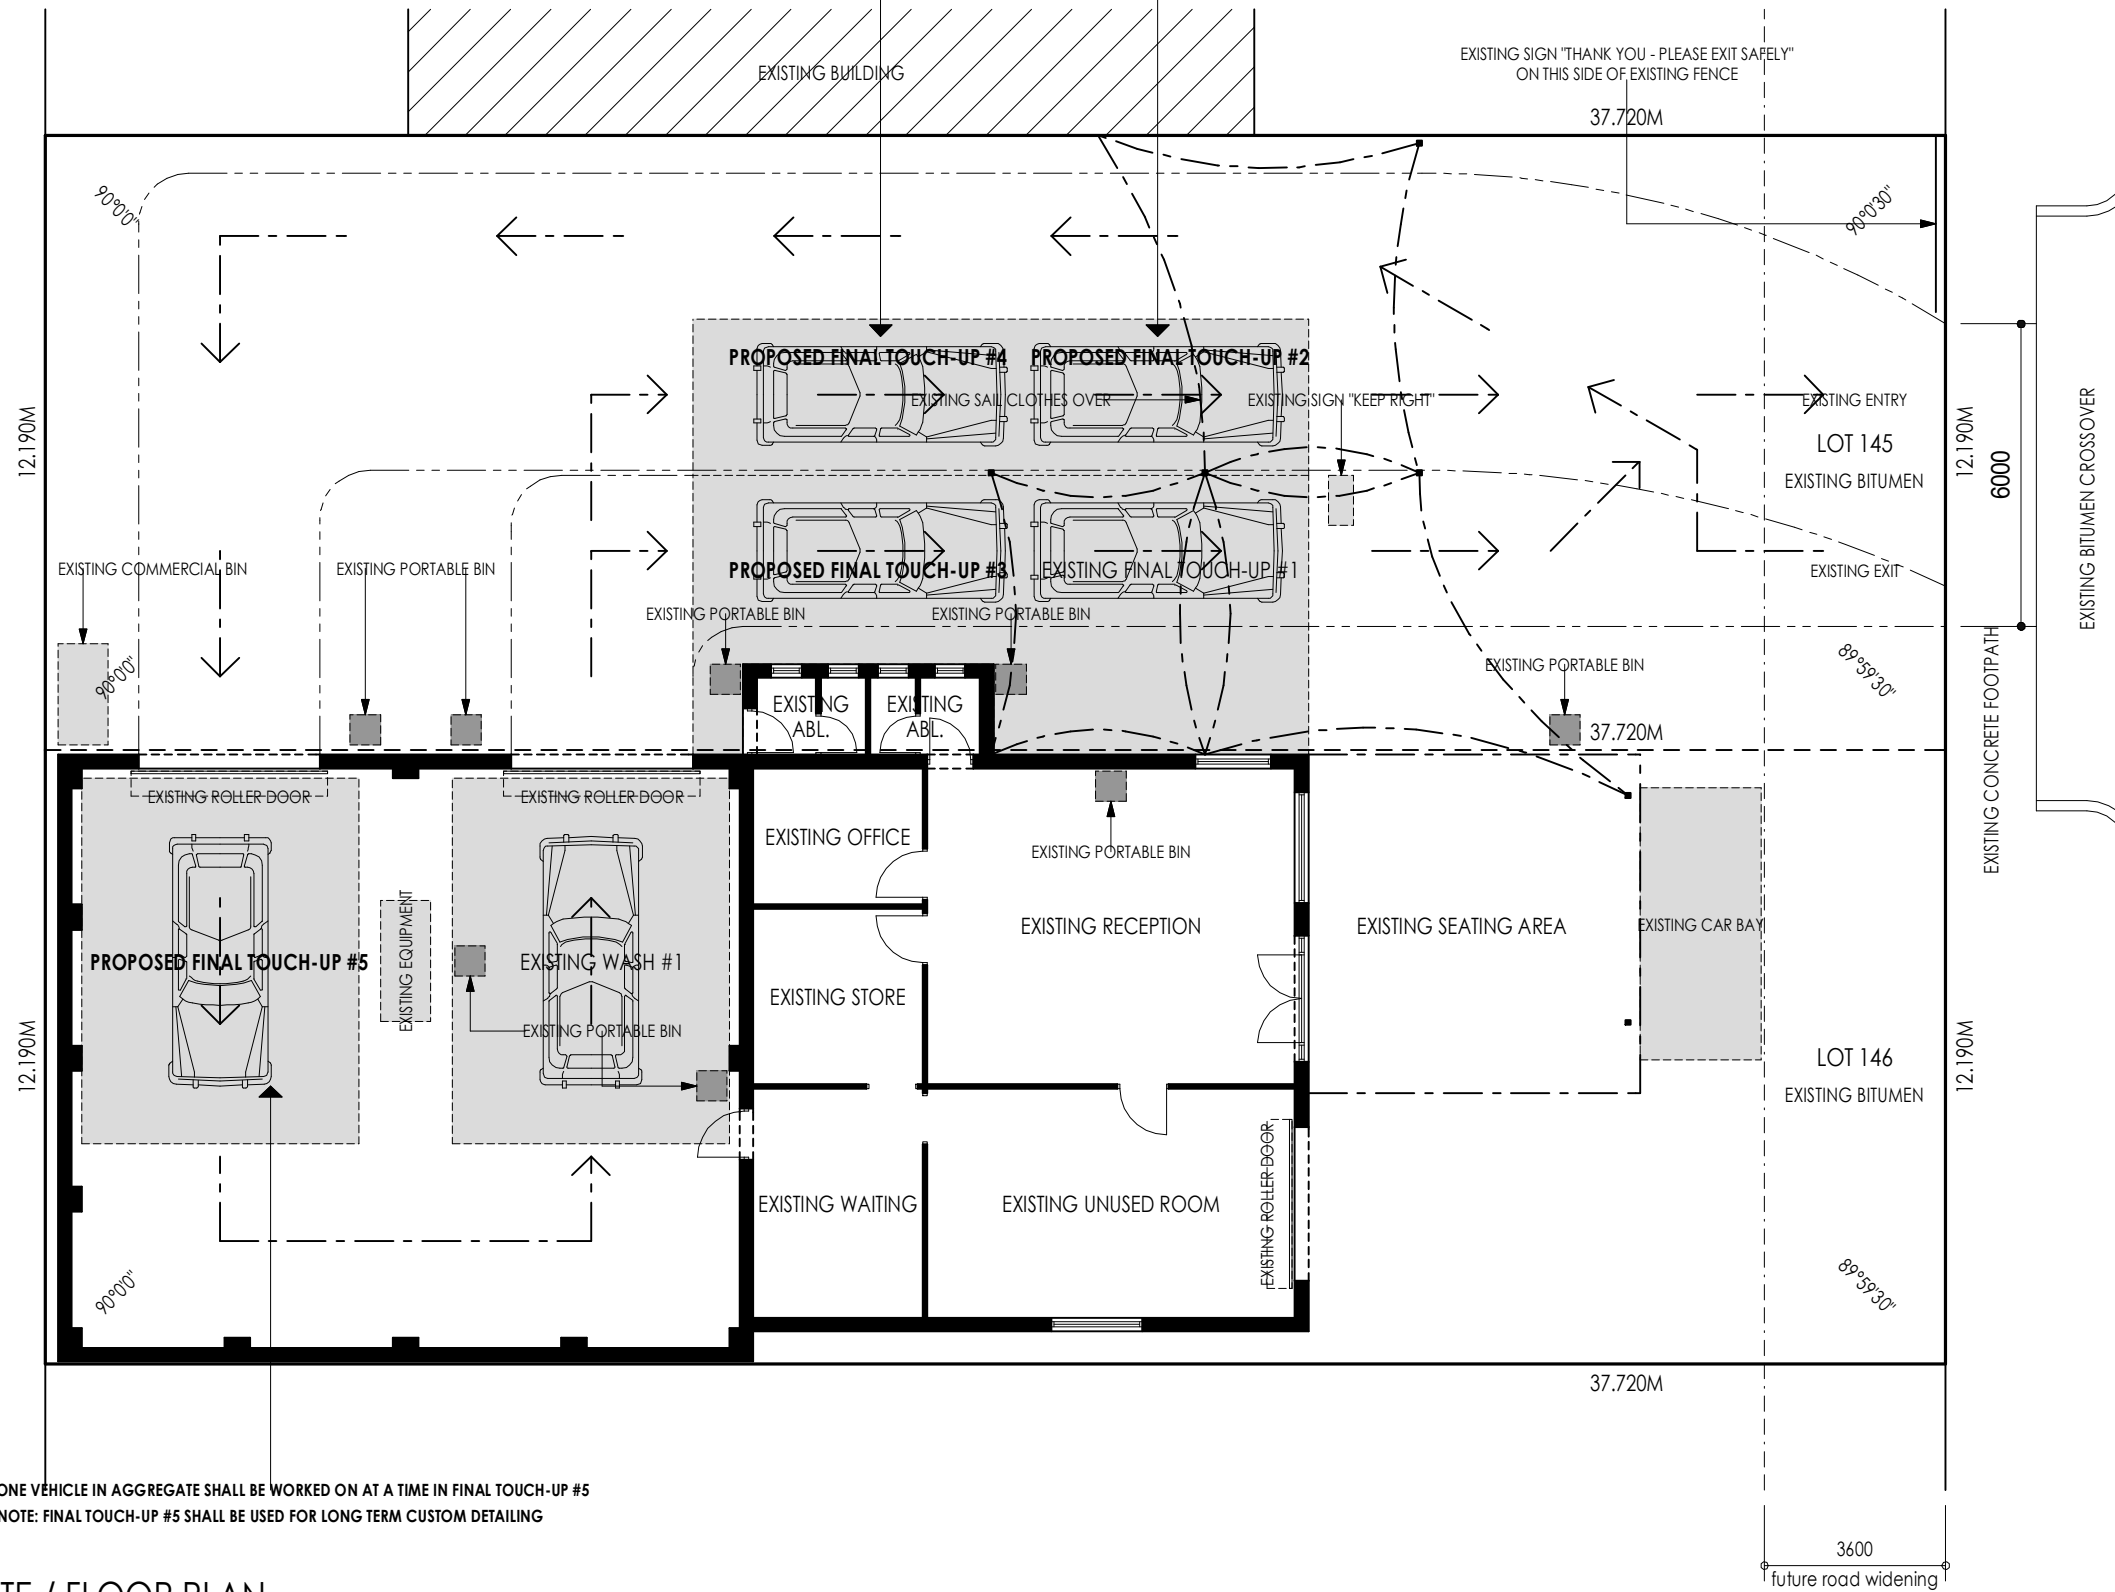 EXISTING BUILDING
EXISTING SIGN "THANK YOU - PLEASE EXIT SAFELY"
ON THIS SIDE OF EXISTING FENCE
37.720M
90°0'0"
90°0'30"
PROPOSED FINAL TOUCH-UP #4
PROPOSED FINAL TOUCH-UP #2
EXISTING SAIL CLOTHES OVER
EXISTING SIGN "KEEP RIGHT"
EXISTING ENTRY
12.190M
LOT 145
12.190M
6000
EXISTING BITUMEN
EXISTING BITUMEN CROSSOVER
EXISTING COMMERCIAL BIN
EXISTING PORTABLE BIN
PROPOSED FINAL TOUCH-UP #3
EXISTING FINAL TOUCH-UP #1
EXISTING EXIT
EXISTING PORTABLE BIN
EXISTING PORTABLE BIN
90°0'0"
EXISTING PORTABLE BIN
89°59'30"
EXISTING ABL.
EXISTING ABL.
37.720M
EXISTING CONCRETE FOOTPATH
EXISTING ROLLER DOOR
EXISTING ROLLER DOOR
EXISTING OFFICE
EXISTING PORTABLE BIN
EXISTING RECEPTION
EXISTING SEATING AREA
EXISTING CAR BAY
PROPOSED FINAL TOUCH-UP #5
EXISTING EQUIPMENT
EXISTING WASH #1
EXISTING STORE
EXISTING PORTABLE BIN
12.190M
LOT 146
12.190M
EXISTING BITUMEN
EXISTING WAITING
EXISTING UNUSED ROOM
EXISTING ROLLER DOOR
90°0'0"
89°59'30"
37.720M
ONE VEHICLE IN AGGREGATE SHALL BE WORKED ON AT A TIME IN FINAL TOUCH-UP #5
NOTE: FINAL TOUCH-UP #5 SHALL BE USED FOR LONG TERM CUSTOM DETAILING
3600
future road widening
/ FLOOR PLAN